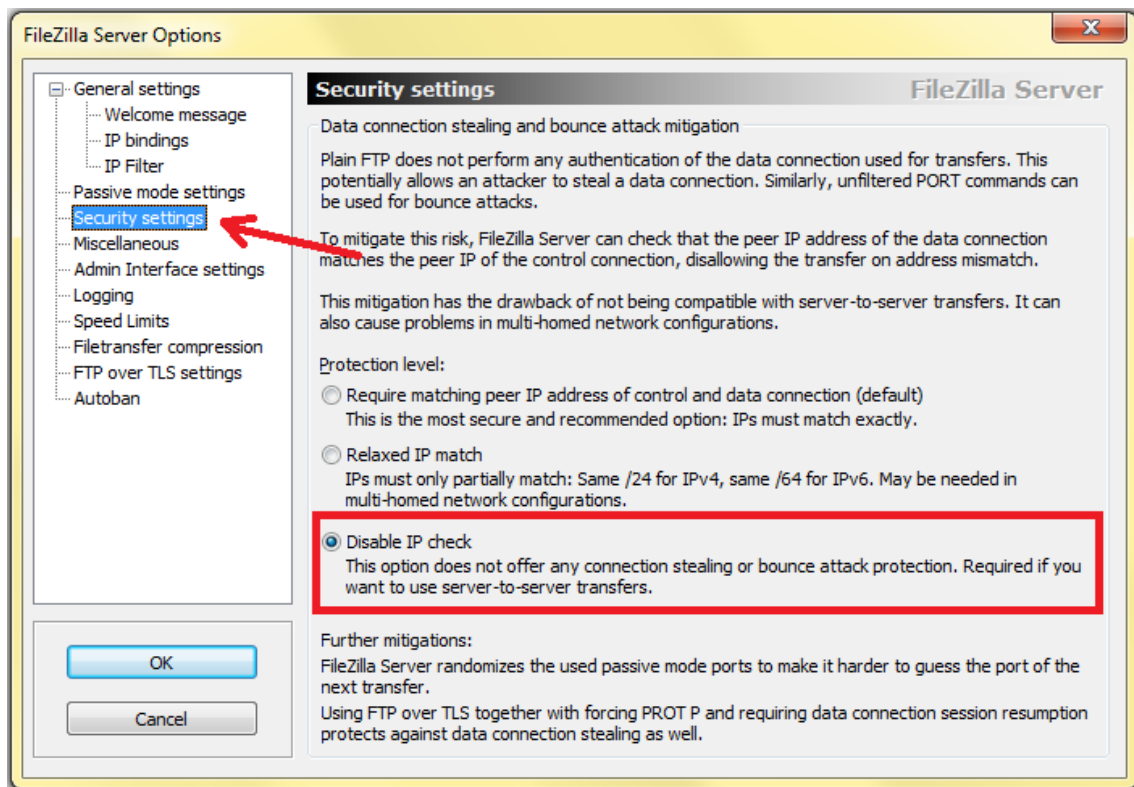 FileZilla Server Options
General settings
Welcome message
IP bindings
IP Filter
Passive mode settings
Security settings
Miscellaneous
Admin Interface settings
Logging
Speed Limits
Filetransfer compression
FTP over TLS settings
Autoban
OK
Cancel
Security settings
FileZilla Server
Data connection stealing and bounce attack mitigation
Plain FTP does not perform any authentication of the data connection used for transfers. This
potentially allows an attacker to steal a data connection. Similarly, unfiltered PORT commands can
be used for bounce attacks.
To mitigate this risk, FileZilla Server can check that the peer IP address of the data connection
matches the peer IP of the control connection, disallowing the transfer on address mismatch.
This mitigation has the drawback of not being compatible with server-to-server transfers. It can
also cause problems in multi-homed network configurations.
Protection level:
Require matching peer IP address of control and data connection (default)
This is the most secure and recommended option: IPs must match exactly.
Relaxed IP match
IPs must only partially match: Same /24 for IPv4, same /64 for IPv6. May be needed in
multi-homed network configurations.
Disable IP check
This option does not offer any connection stealing or bounce attack protection. Required if you
want to use server-to-server transfers.
Further mitigations:
FileZilla Server randomizes the used passive mode ports to make it harder to guess the port of the
next transfer.
Using FTP over TLS together with forcing PROT P and requiring data connection session resumption
protects against data connection stealing as well.